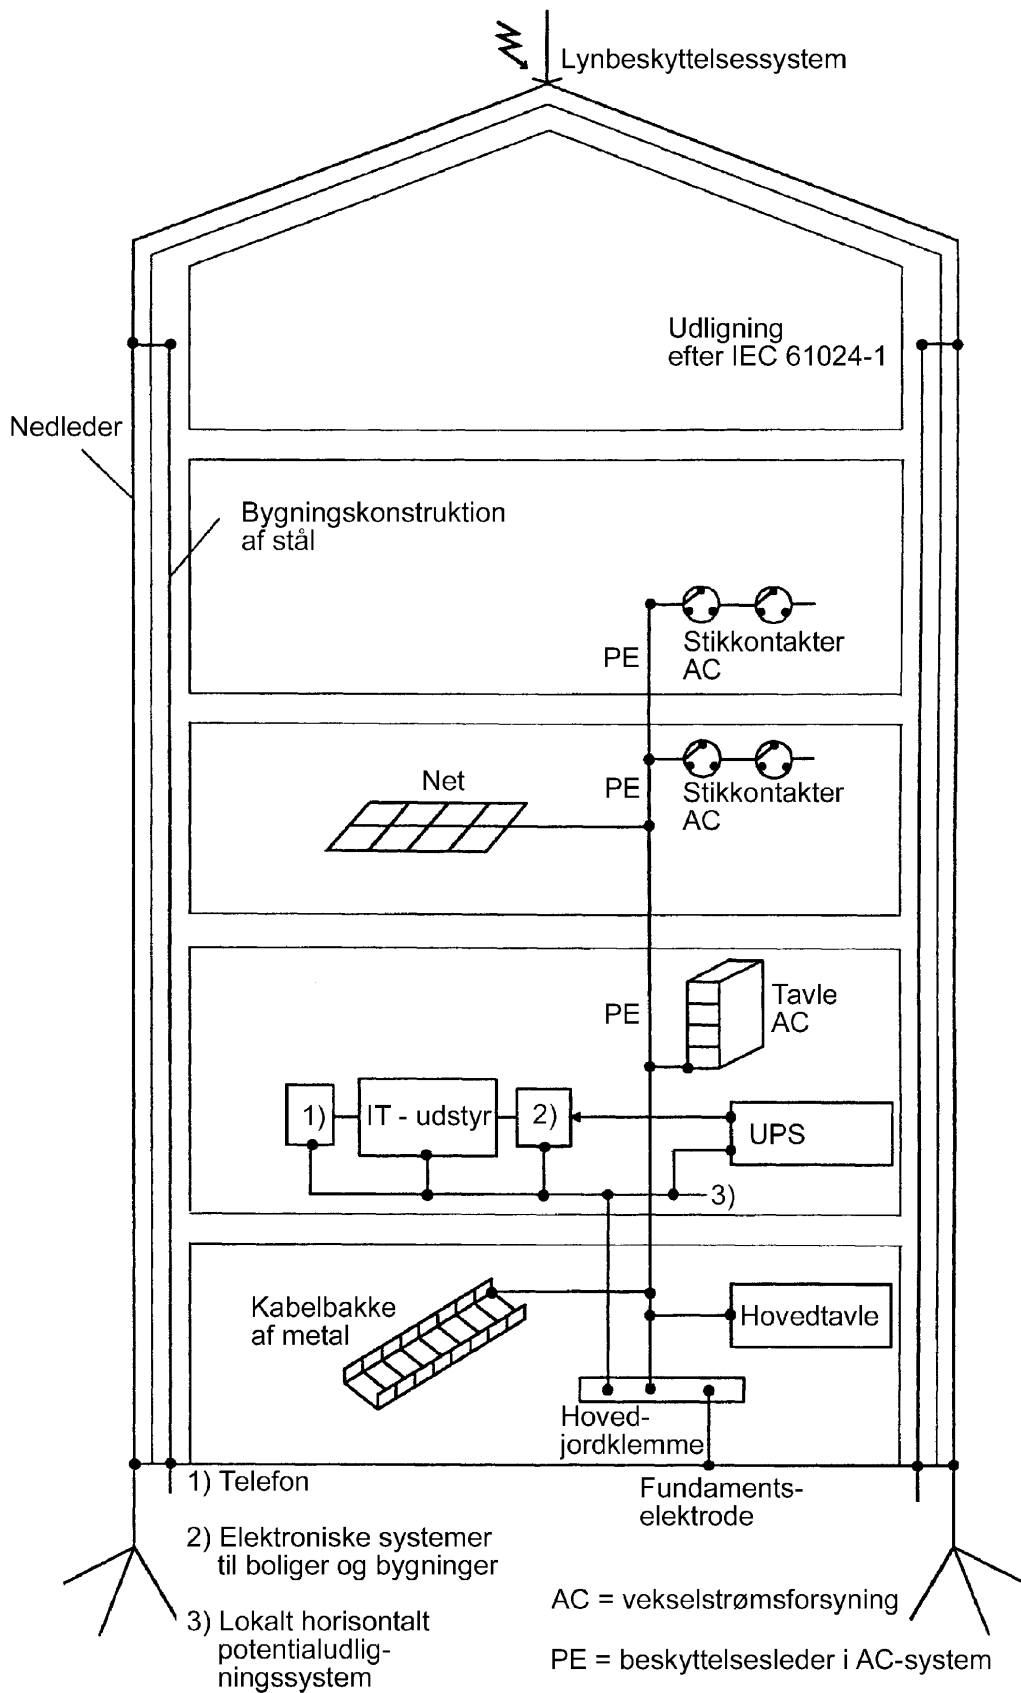 Lynbeskyttelsessystem
Udligning
efter IEC 61024-1
Nedleder
Bygningskonstruktion
af stål
PE
Stikkontakter
AC
Net
PE
Stikkontakter
AC
PE
Tavle
AC
1)
IT - udstyr
2)
UPS
3)
Kabelbakke
af metal
Hovedtavle
Hoved-
jordklemme
1) Telefon
Fundaments-
elektrode
2) Elektroniske systemer
til boliger og bygninger
3) Lokalt horisontalt
potentialudlig-
ningssystem
AC = vekselstrømsforsyning
PE = beskyttelsesleder i AC-system